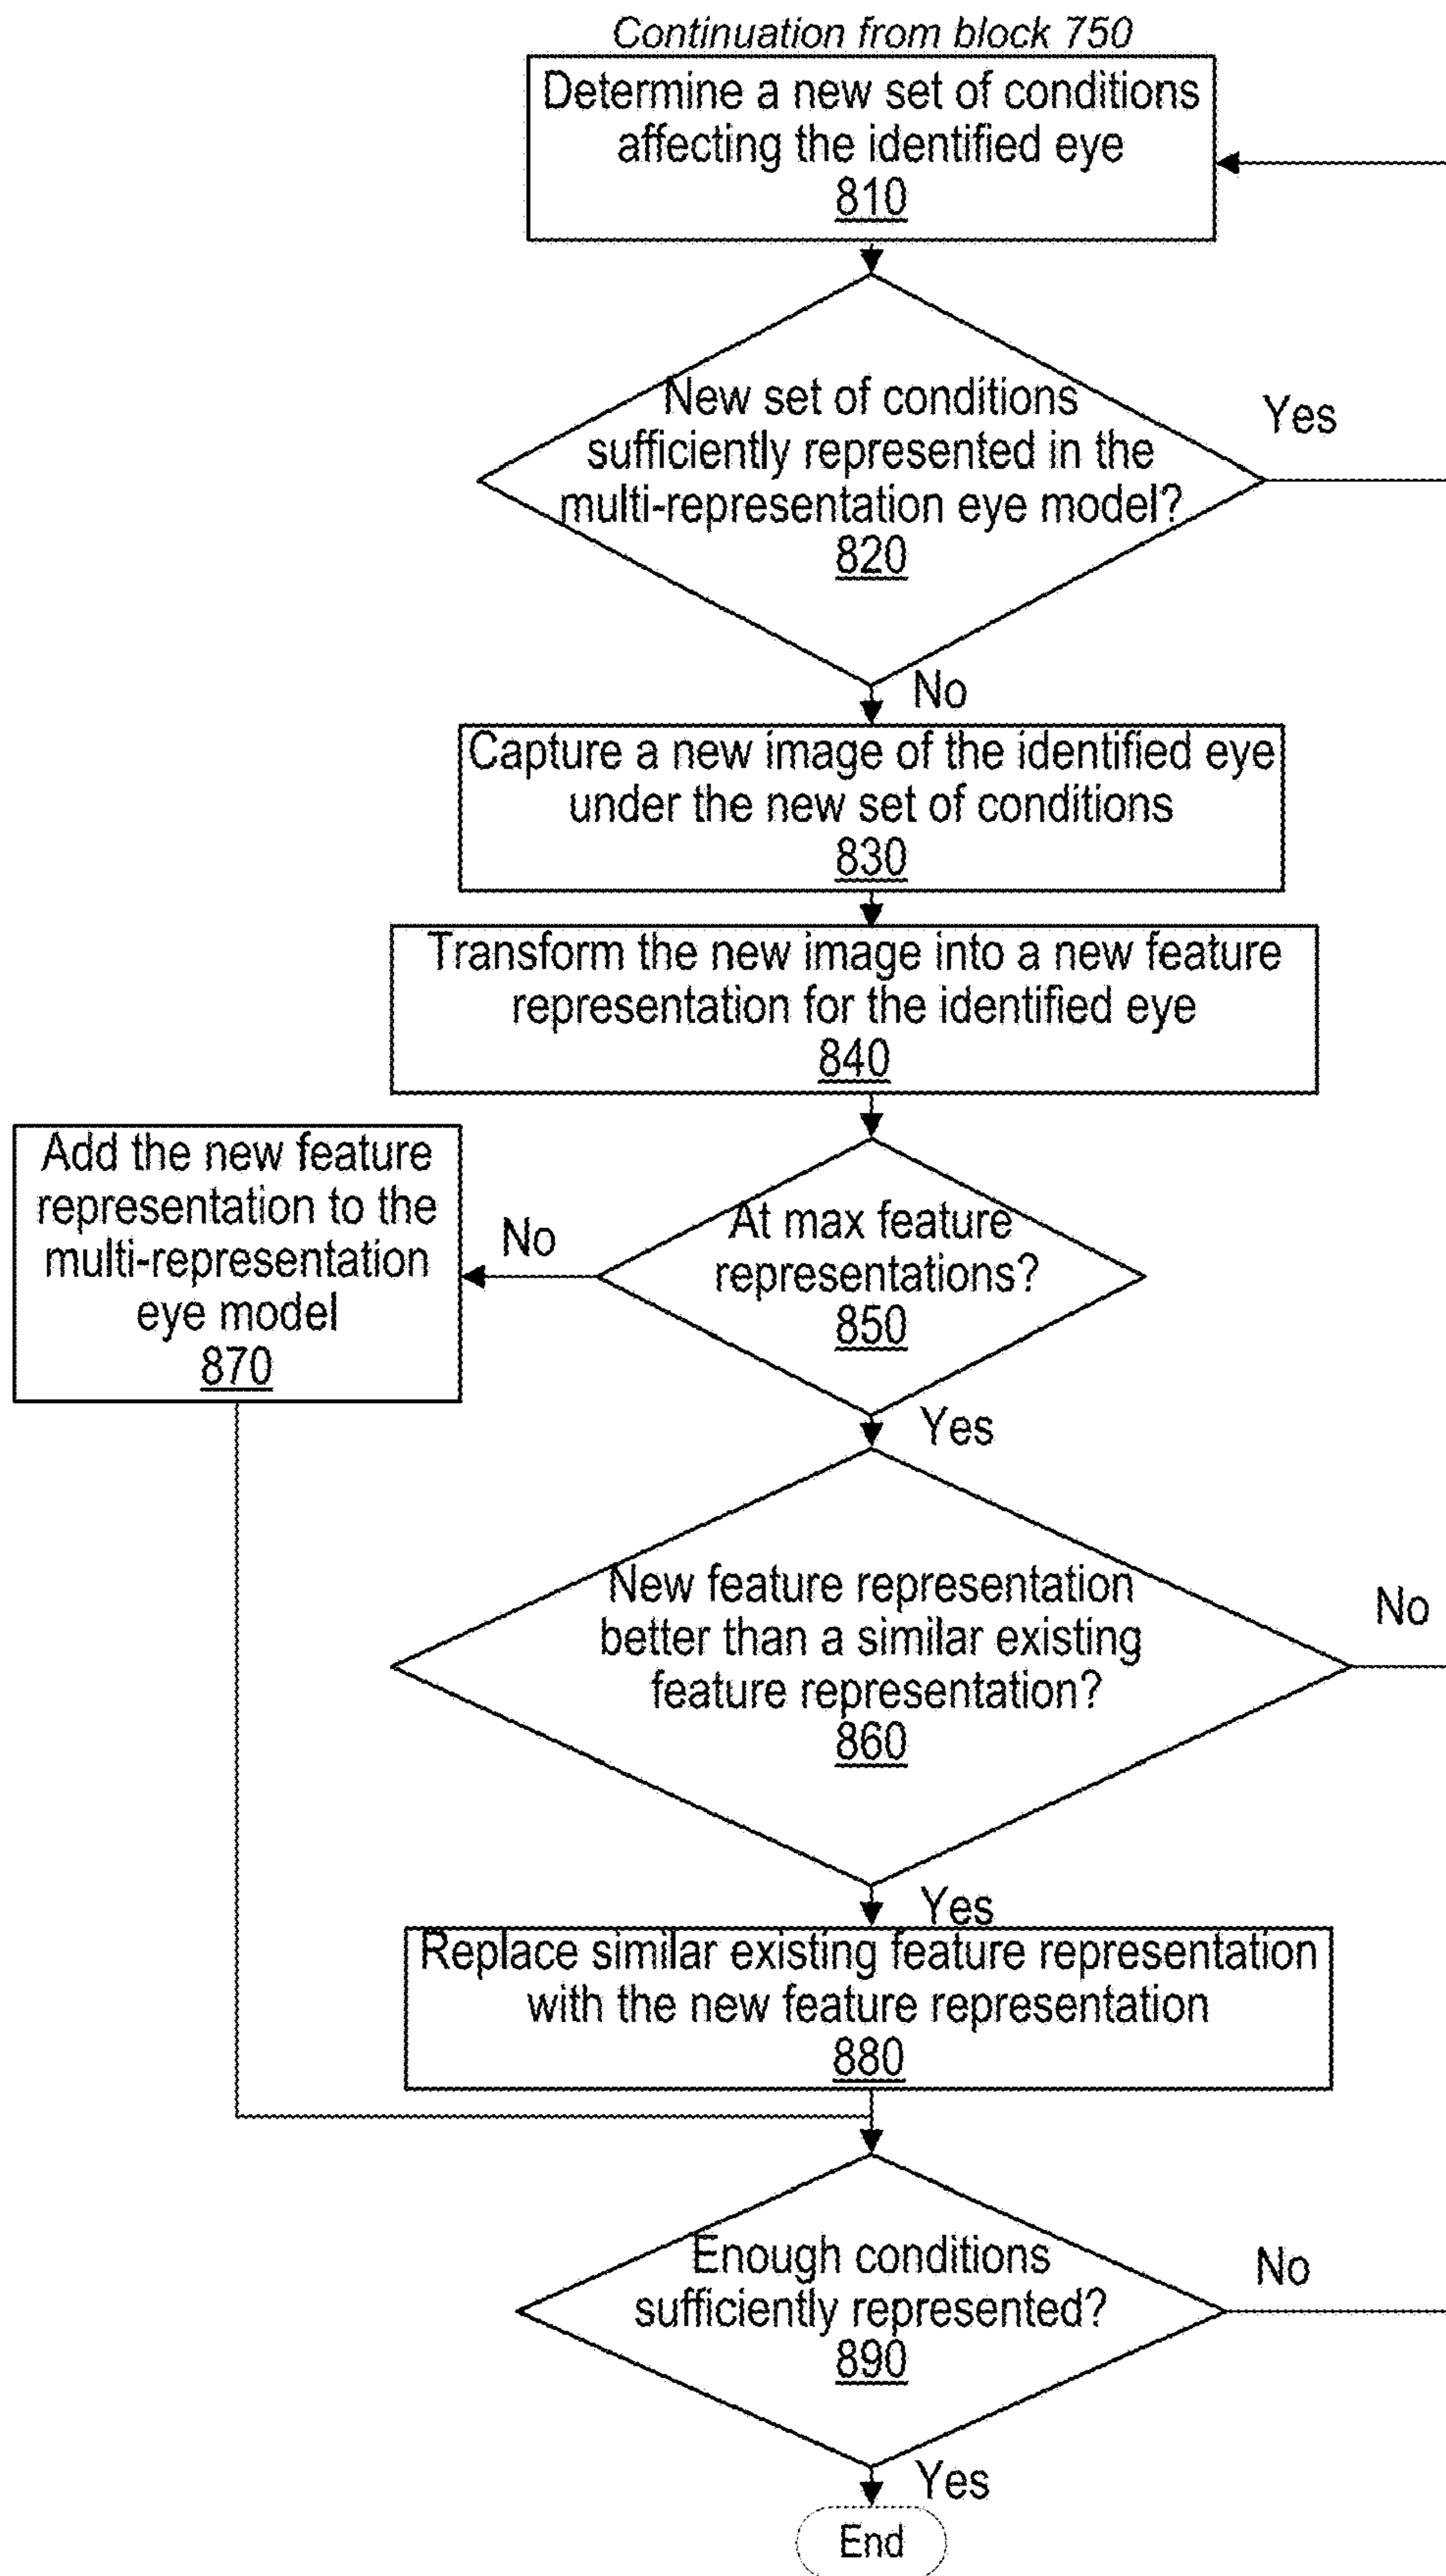 Continuation from block 750
Determine a new set of conditions
affecting the identified eye
810
New set of conditions
sufficiently represented in the
multi-representation eye model?
820
Yes
No
Capture a new image of the identified eye
under the new set of conditions
830
Transform the new image into a new feature
representation for the identified eye
840
Add the new feature
representation to the
multi-representation
eye model
870
No
At max feature
representations?
850
Yes
New feature representation
better than a similar existing
feature representation?
860
No
Yes
Replace similar existing feature representation
with the new feature representation
880
Enough conditions
sufficiently represented?
890
No
Yes
End